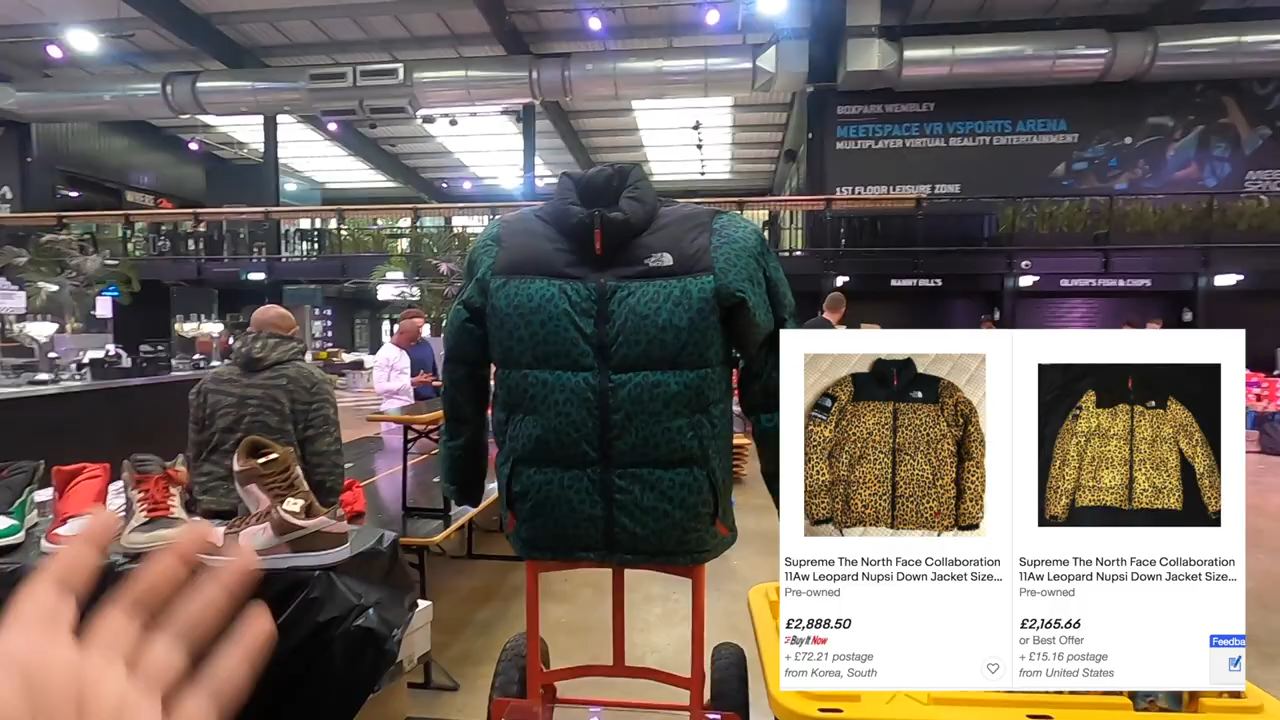 BOXPARK WEMBLEY
MEETSPACE VR VSPORTS ARENA
MULTIPLAYER VIRTUAL REALITY ENTERTAINMENT
1ST FLOOR LEISURE ZONE
NANNY BILL'S
OLIVER'S FISH & CHIPS
Supreme The North Face Collaboration
11Aw Leopard Nupsi Down Jacket Size...
Pre-owned
£2,888.50
Buy It Now
+ £72.21 postage
from Korea, South
Supreme The North Face Collaboration
11Aw Leopard Nupsi Down Jacket Size...
Pre-owned
£2,165.66
or Best Offer
+ £15.16 postage
from United States
Feedba